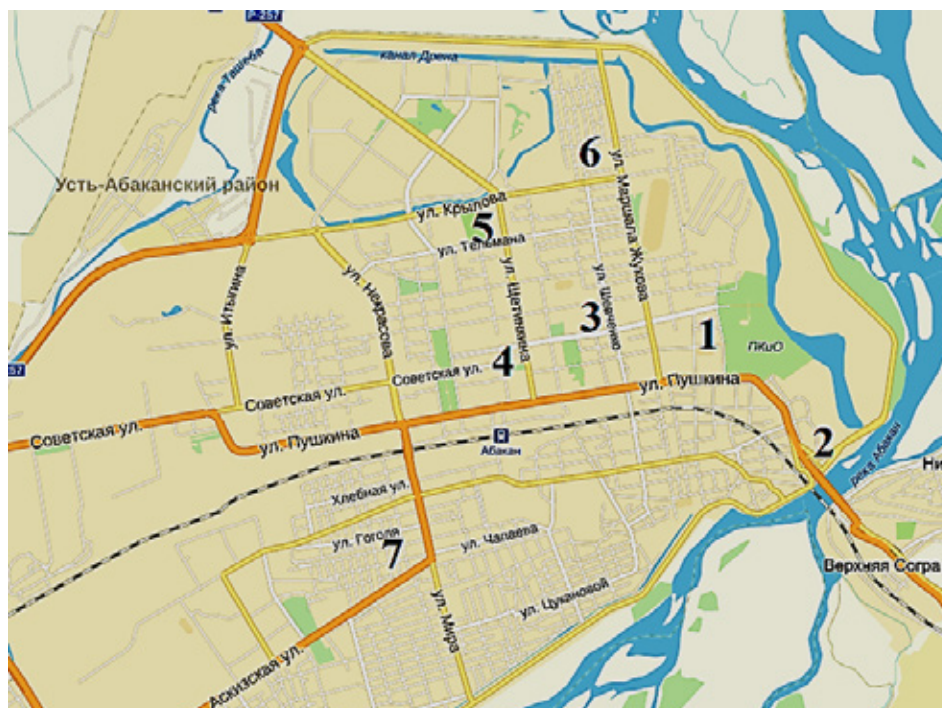 Р-257
канал Дрена
река Ташеба
6
Усть-Абаканский район
ул. Маршала Жукова
ул. Крылова
5
ул. Тельмана
ул. Итыгина
ул. Некрасова
ул. Щетинкина
ул. Шевченко
3
1
ПКиО
257
4
Советская ул.
ул. Пушкина
Советская ул.
Советская ул.
ул. Пушкина
Абакан
2
река Абакан
Ни
Хлебная ул.
ул. Гоголя
7
ул. Чапаева
Верхняя Согра
ул. Цукановой
ул. Мира
Аскизская ул.